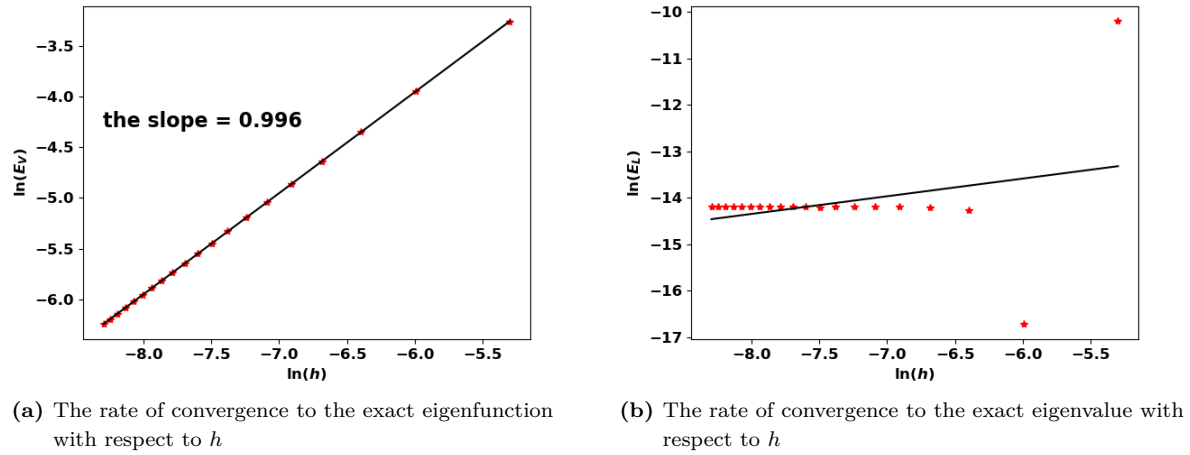 −3.5
−4.0
−4.5
−5.0
−5.5
−6.0
ln(E_V)
the slope = 0.996
−8.0 −7.5 −7.0 −6.5 −6.0 −5.5
ln(h)
−10
−11
−12
−13
−14
−15
−16
−17
ln(E_L)
−8.0 −7.5 −7.0 −6.5 −6.0 −5.5
ln(h)
(a) The rate of convergence to the exact eigenfunction
with respect to h
(b) The rate of convergence to the exact eigenvalue with
respect to h